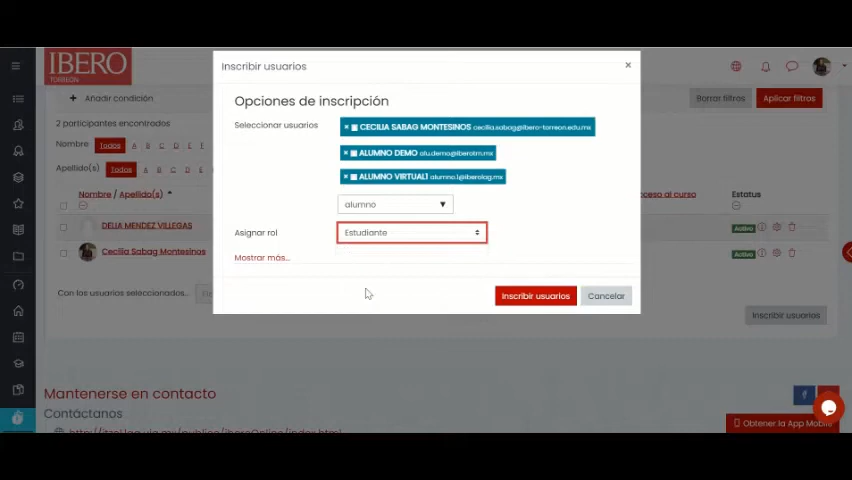 IBERO
TORREÓN
Inscribir usuarios
×
Opciones de inscripción
Seleccionar usuarios
× CECILIA SABAG MONTESINOS cecilia.sabag@ibero-torreon.edu.mx
× ALUMNO DEMO alu.demo@iberotrn.mx
× ALUMNO VIRTUAL1 alumno.1@iberolag.mx
alumno ▼
Asignar rol
Estudiante
Mostrar más...
Inscribir usuarios
Cancelar
+ Añadir condición
Borrar filtros
Aplicar filtros
2 participantes encontrados
Nombre Todos A B C D E
Apellido(s) Todos A B C D
Nombre / Apellido(s)
acceso al curso
Estatus
DELIA MENDEZ VILLEGAS
Activo
Cecilia Sabag Montesinos
Activo
Con los usuarios seleccionados...
Inscribir usuarios
Mantenerse en contacto
Contáctanos
Obtener la App Mobile